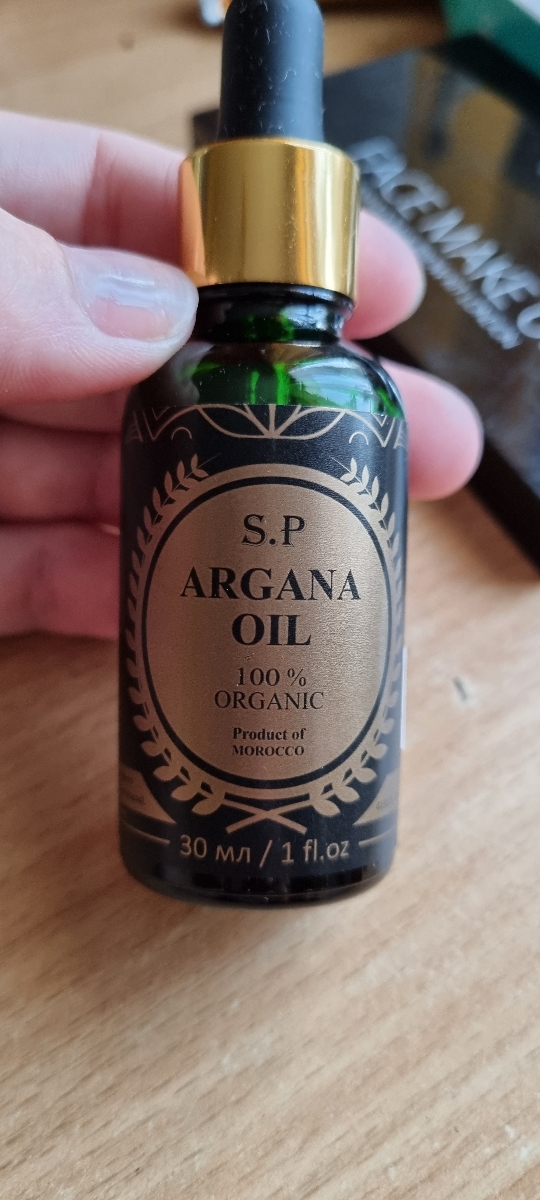 S.P
ARGANA
OIL
100 %
ORGANIC
Product of
MOROCCO
30 мл / 1 fl.oz
FACE MAKE